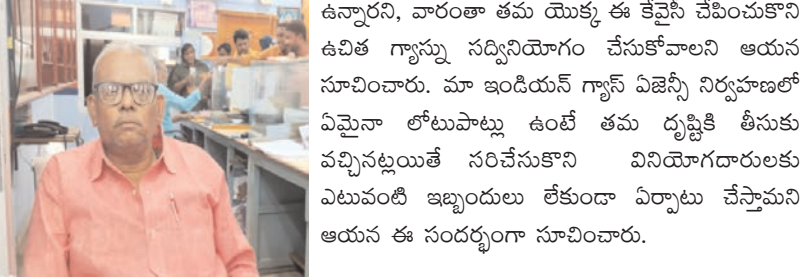 ఉన్నారని, వారంతా తమ యొక్క ఈ కేవైసీ చేపించుకొని
ఉచిత గ్యాస్ను సద్వినియోగం చేసుకోవాలని ఆయన
సూచించారు. మా ఇండియన్ గ్యాస్ ఏజెన్సీ నిర్వహణలో
ఏమైనా లోటుపాట్లు ఉంటే తమ దృష్టికి తీసుకు
వచ్చినట్లయితే సరిచేసుకొని వినియోగదారులకు
ఎటువంటి ఇబ్బందులు లేకుండా ఏర్పాటు చేస్తామని
ఆయన ఈ సందర్భంగా సూచించారు.